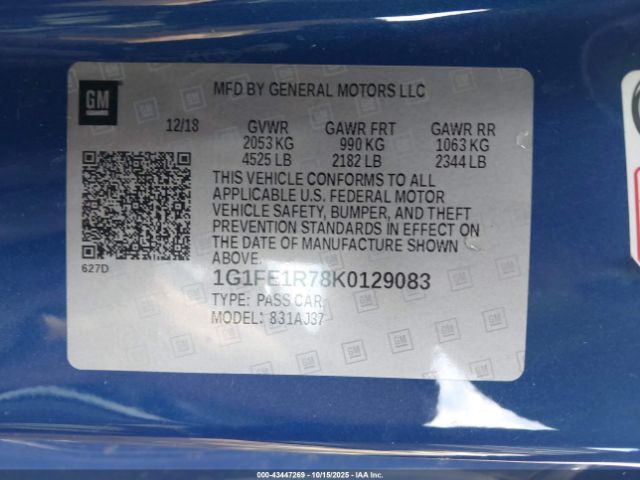 GM
MFD BY GENERAL MOTORS LLC
12/18 GVWR GAWR FRT GAWR RR
2053 KG 990 KG 1063 KG
4525 LB 2182 LB 2344 LB
THIS VEHICLE CONFORMS TO ALL
APPLICABLE U.S. FEDERAL MOTOR
VEHICLE SAFETY, BUMPER, AND THEFT
PREVENTION STANDARDS IN EFFECT ON
THE DATE OF MANUFACTURE SHOWN
ABOVE.
627D
1G1FE1R78K0129083
TYPE: PASS CAR
MODEL: 831AJ37
000-43447269 - 10/15/2025 - IAA Inc.